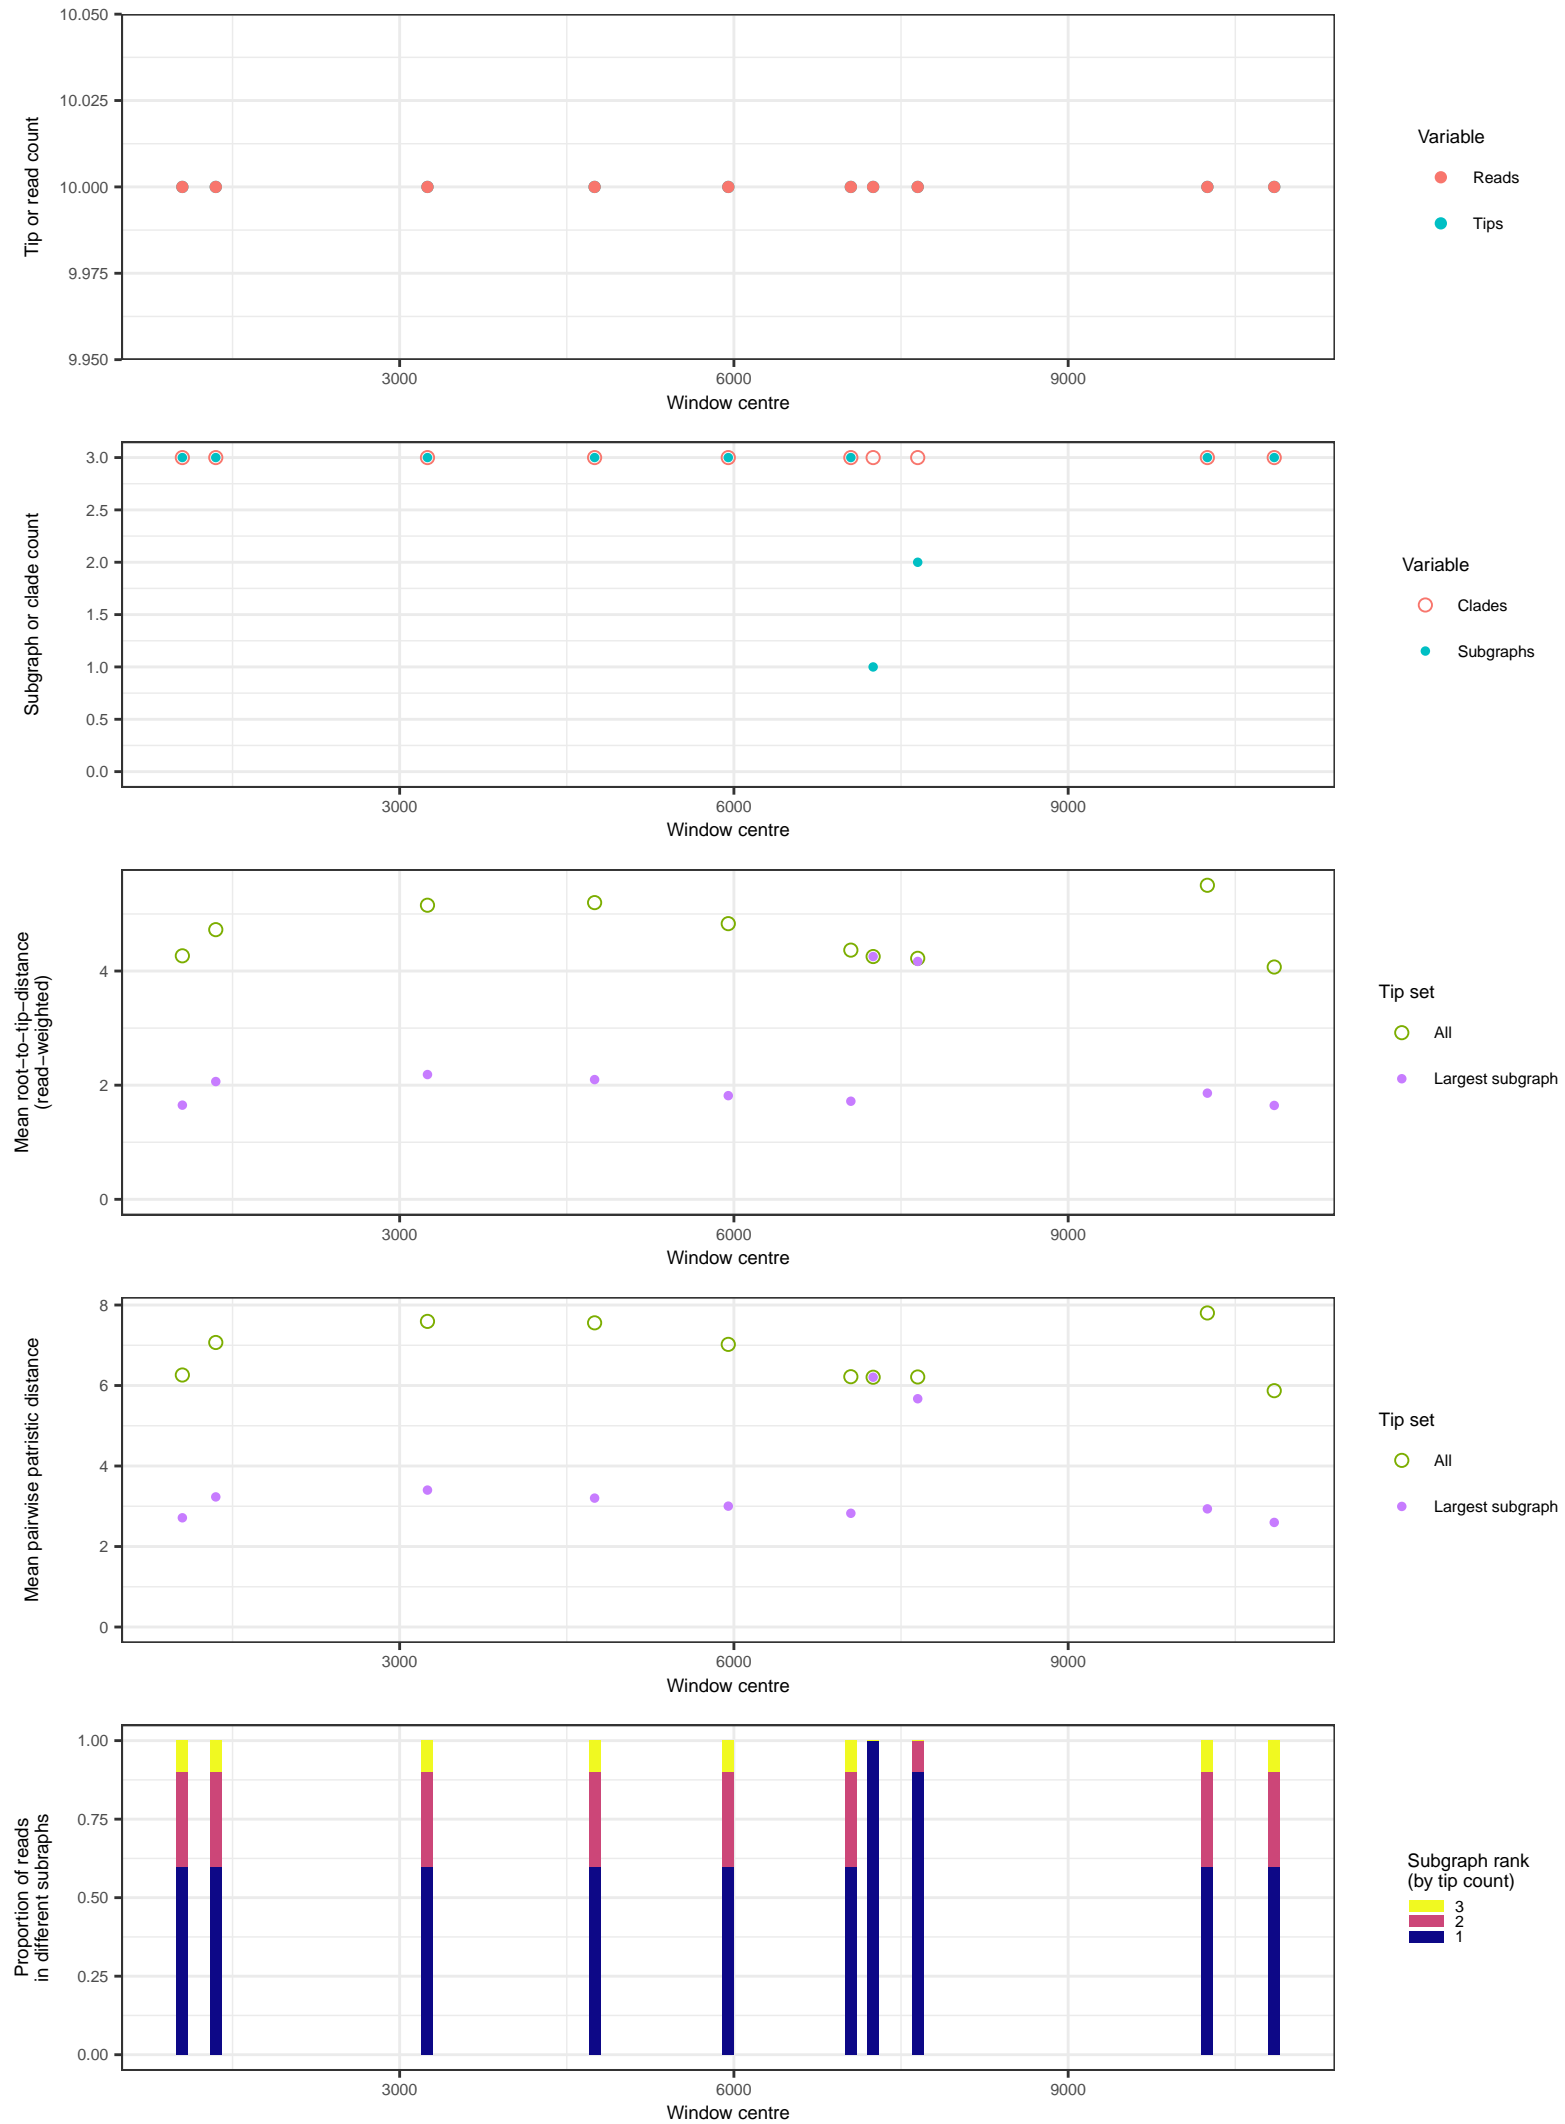 10.050
10.025
10.000
9.975
9.950
Tip or read count
3000
6000
9000
Window centre
Variable
Reads
Tips
3.0
2.5
2.0
1.5
1.0
0.5
0.0
Subgraph or clade count
3000
6000
9000
Window centre
Variable
Clades
Subgraphs
4
2
0
Mean root−to−tip−distance
(read−weighted)
3000
6000
9000
Window centre
Tip set
All
Largest subgraph
8
6
4
2
0
Mean pairwise patristic distance
3000
6000
9000
Window centre
Tip set
All
Largest subgraph
1.00
0.75
0.50
0.25
0.00
Proportion of reads
in different subraphs
3000
6000
9000
Window centre
Subgraph rank
(by tip count)
3
2
1